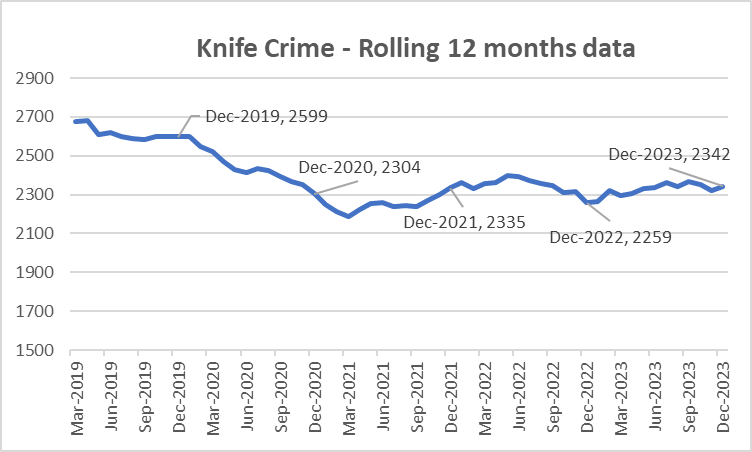 Knife Crime - Rolling 12 months data
2900
2700
2500
2300
2100
1900
1700
1500
Dec-2019, 2599
Dec-2020, 2304
Dec-2021, 2335
Dec-2022, 2259
Dec-2023, 2342
Mar-2019
Jun-2019
Sep-2019
Dec-2019
Mar-2020
Jun-2020
Sep-2020
Dec-2020
Mar-2021
Jun-2021
Sep-2021
Dec-2021
Mar-2022
Jun-2022
Sep-2022
Dec-2022
Mar-2023
Jun-2023
Sep-2023
Dec-2023